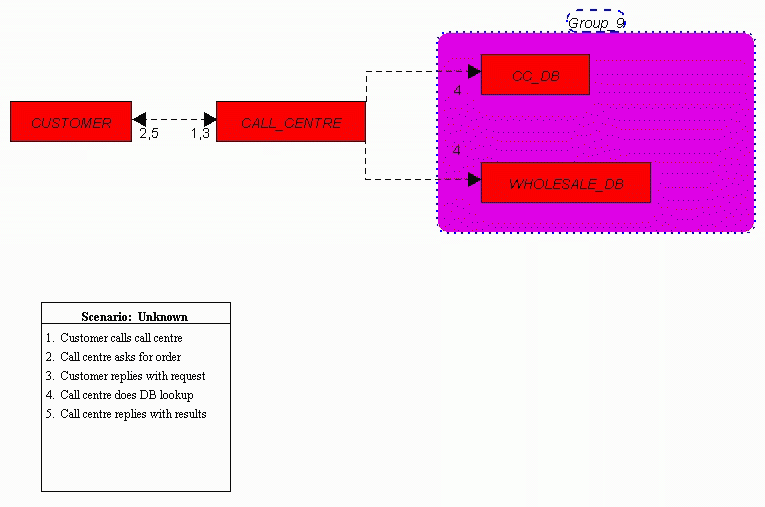 Group_9
CC_DB
4
CUSTOMER
CALL_CENTRE
2,5
1,3
4
WHOLESALE_DB
Scenario: Unknown
1. Customer calls call centre
2. Call centre asks for order
3. Customer replies with request
4. Call centre does DB lookup
5. Call centre replies with results